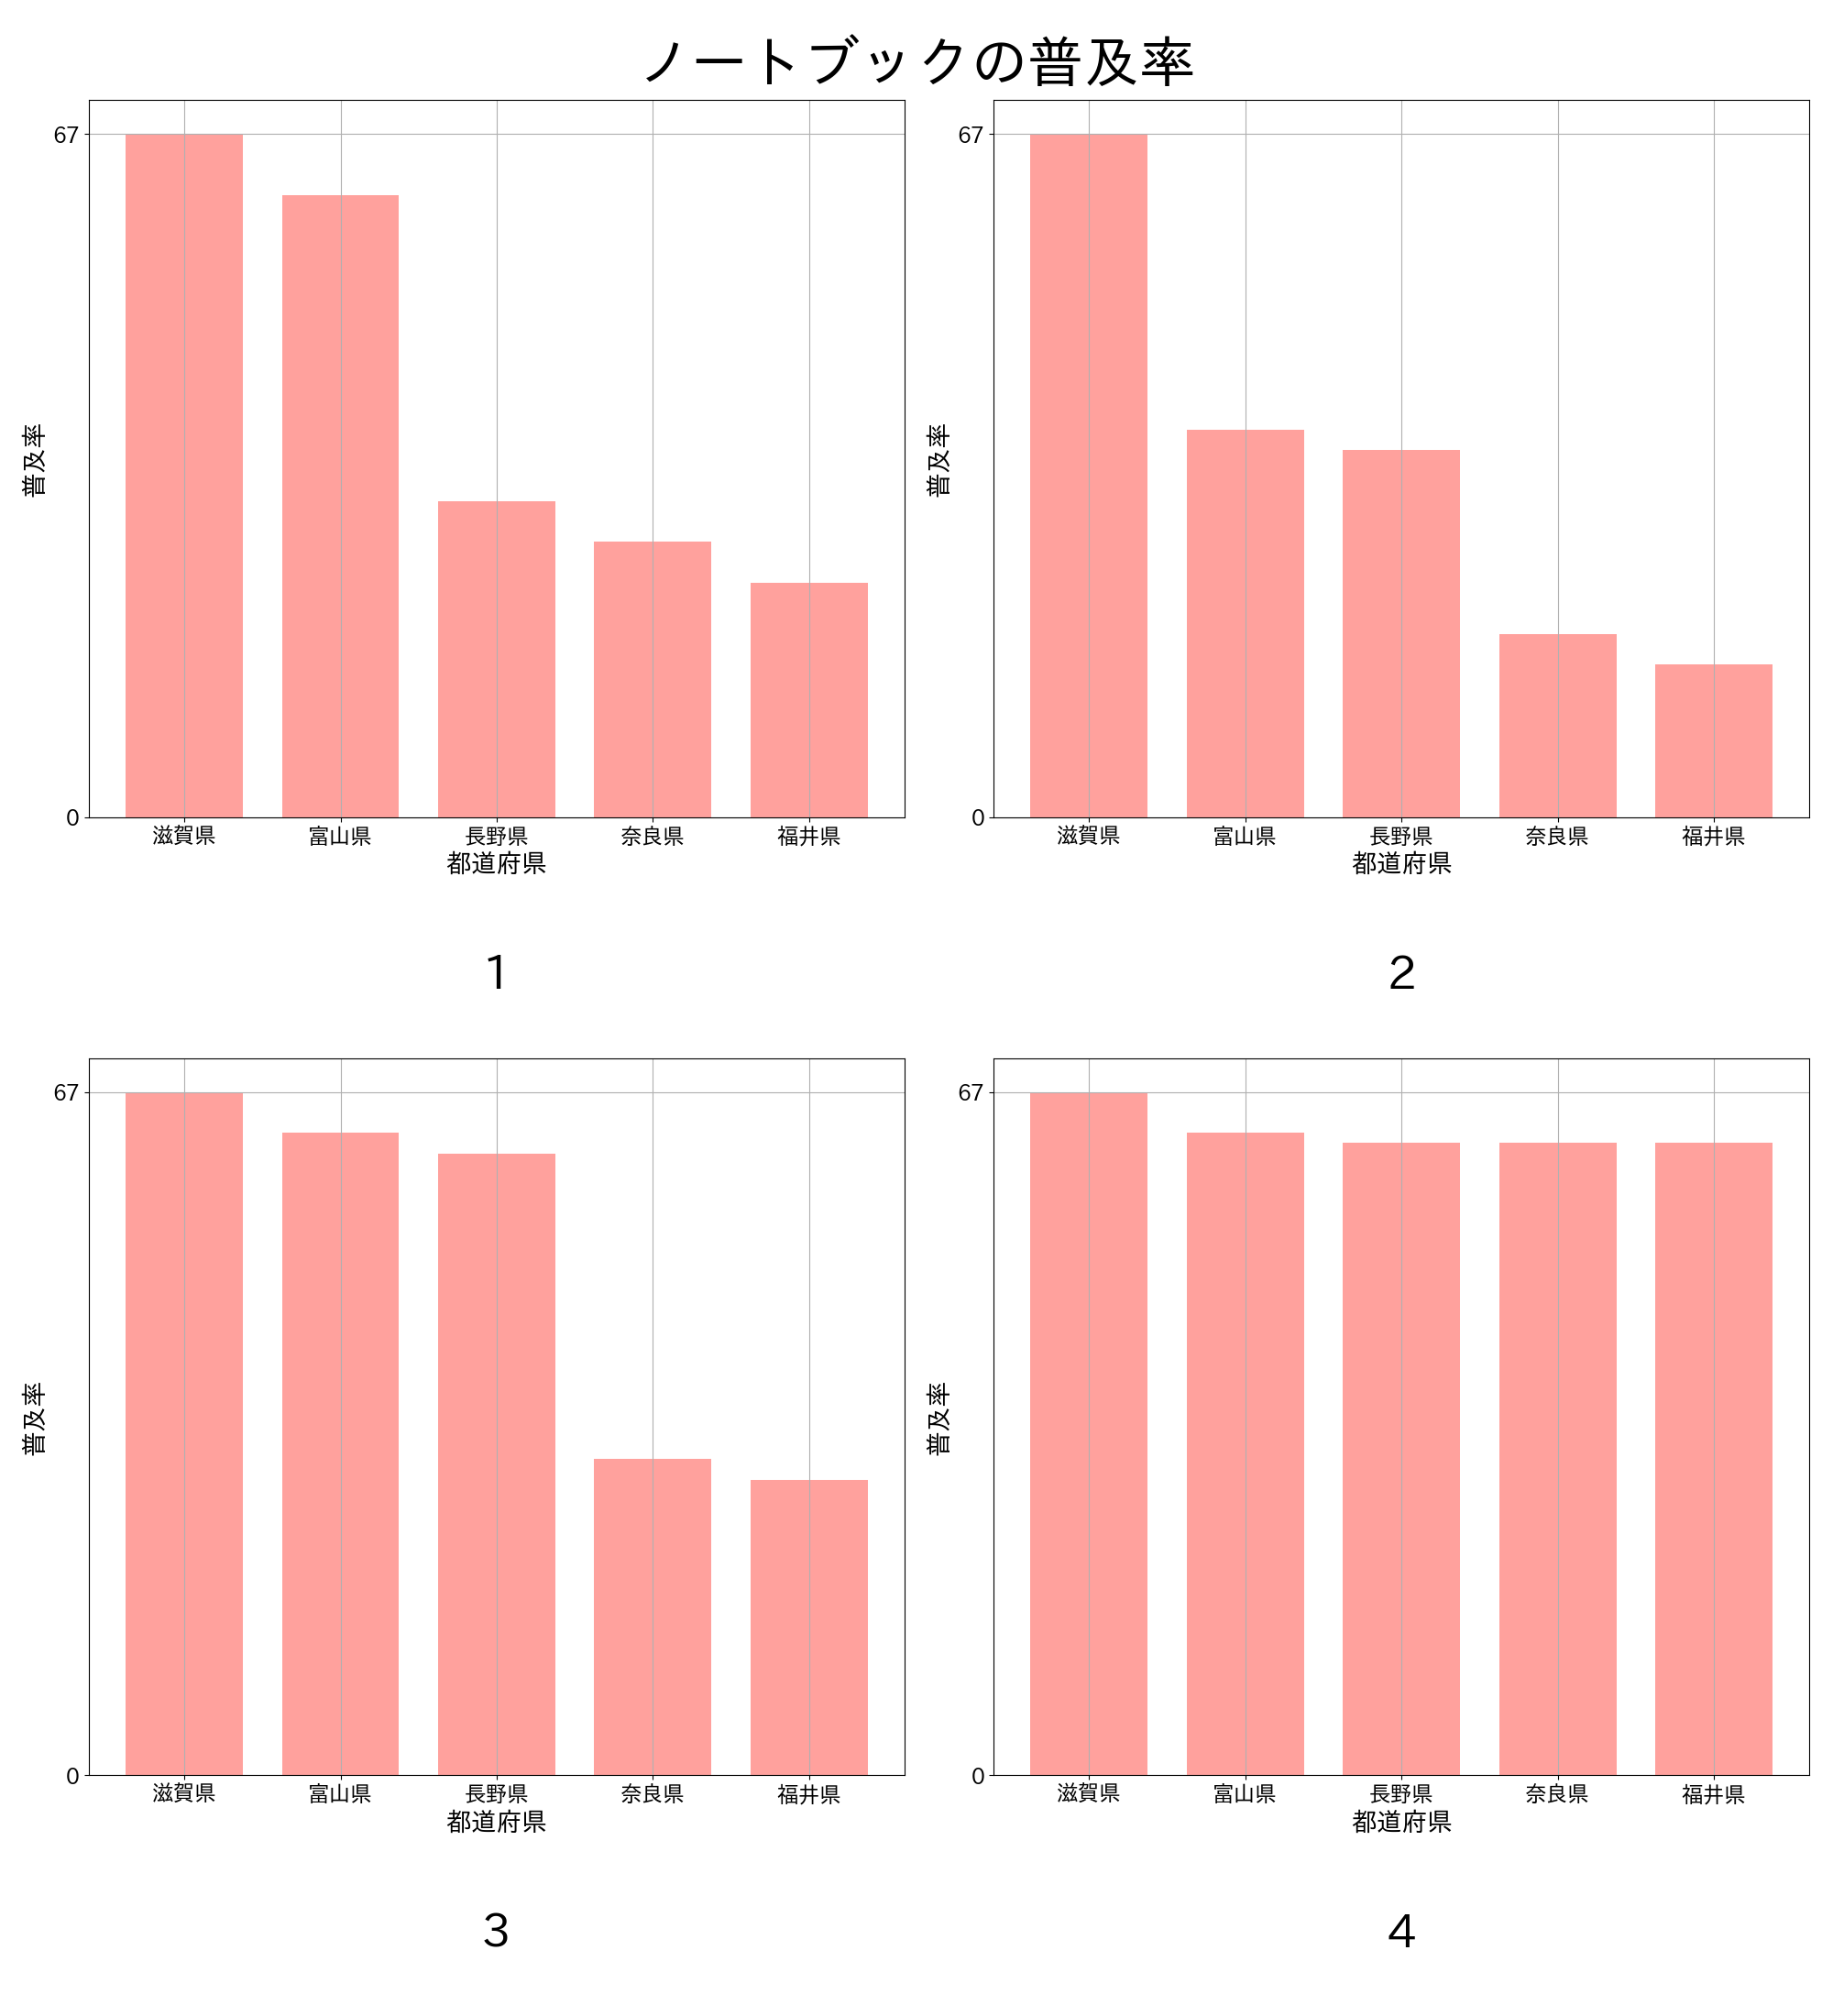 ノートブックの普及率
67
0
普及率
滋賀県 富山県 長野県 奈良県 福井県
都道府県
1
67
0
普及率
滋賀県 富山県 長野県 奈良県 福井県
都道府県
2
67
0
普及率
滋賀県 富山県 長野県 奈良県 福井県
都道府県
3
67
0
普及率
滋賀県 富山県 長野県 奈良県 福井県
都道府県
4